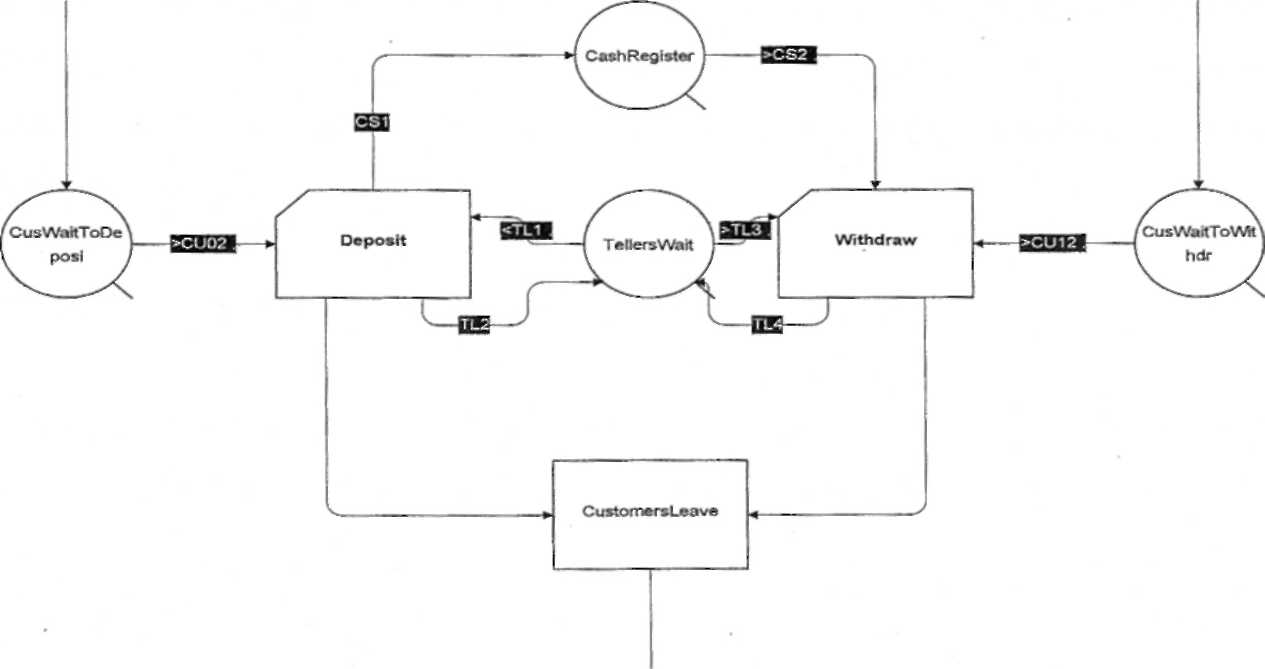 CashRegister
>CS2
CS1
CusWaitToDe
posi
>CU02
Deposit
<TL1
TellersWait
>TL3
Withdraw
>CU12
CusWaitToWit
hdr
TL2
TL4
CustomersLeave